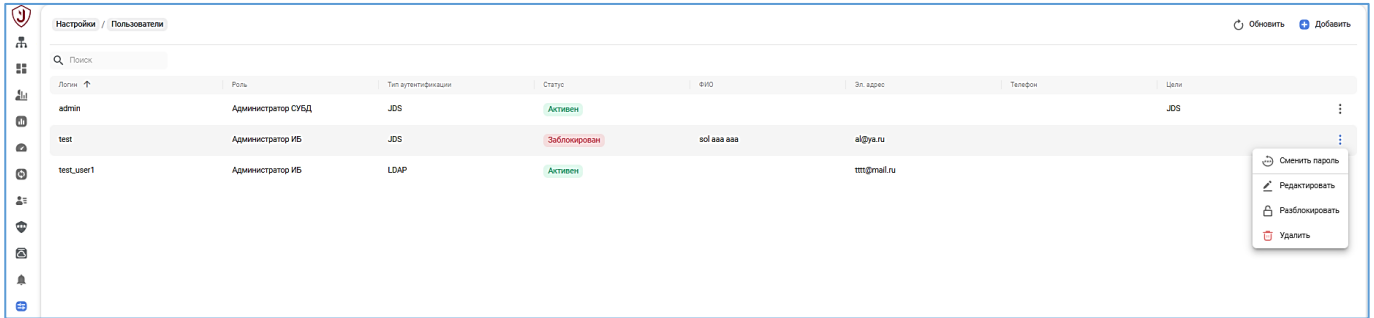 Настройки / Пользователи
Обновить Добавить
Поиск
Логин Роль Тип аутентификации Статус ФИО Эл. адрес Телефон Цели
admin Администратор СУБД JDS Активен JDS
test Администратор ИБ JDS Заблокирован sol aaa aaa al@ya.ru
Сменить пароль
test_user1 Администратор ИБ LDAP Активен tttt@mail.ru
Редактировать
Разблокировать
Удалить